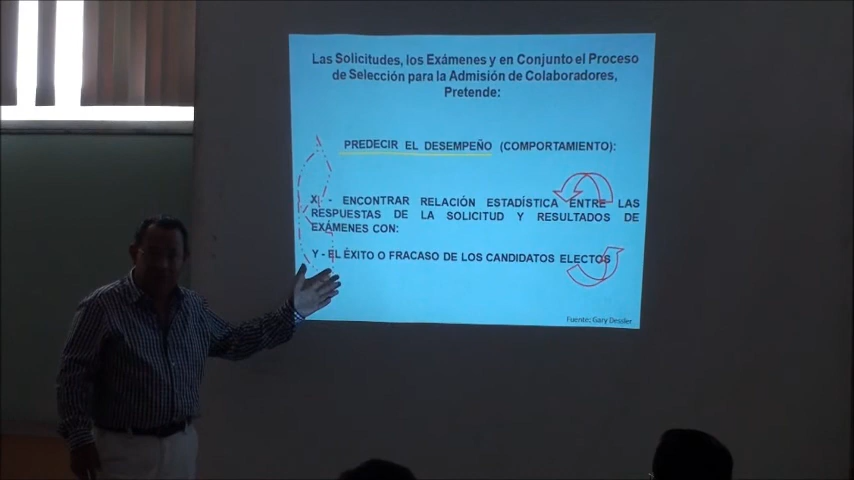 Las Solicitudes, los Exámenes y en Conjunto el Proceso
de Selección para la Admisión de Colaboradores,
Pretende:
PREDECIR EL DESEMPEÑO (COMPORTAMIENTO):
X - ENCONTRAR RELACIÓN ESTADÍSTICA ENTRE LAS
RESPUESTAS DE LA SOLICITUD Y RESULTADOS DE
EXÁMENES CON:
Y - EL ÉXITO O FRACASO DE LOS CANDIDATOS ELECTOS
Fuente: Gary Dessler